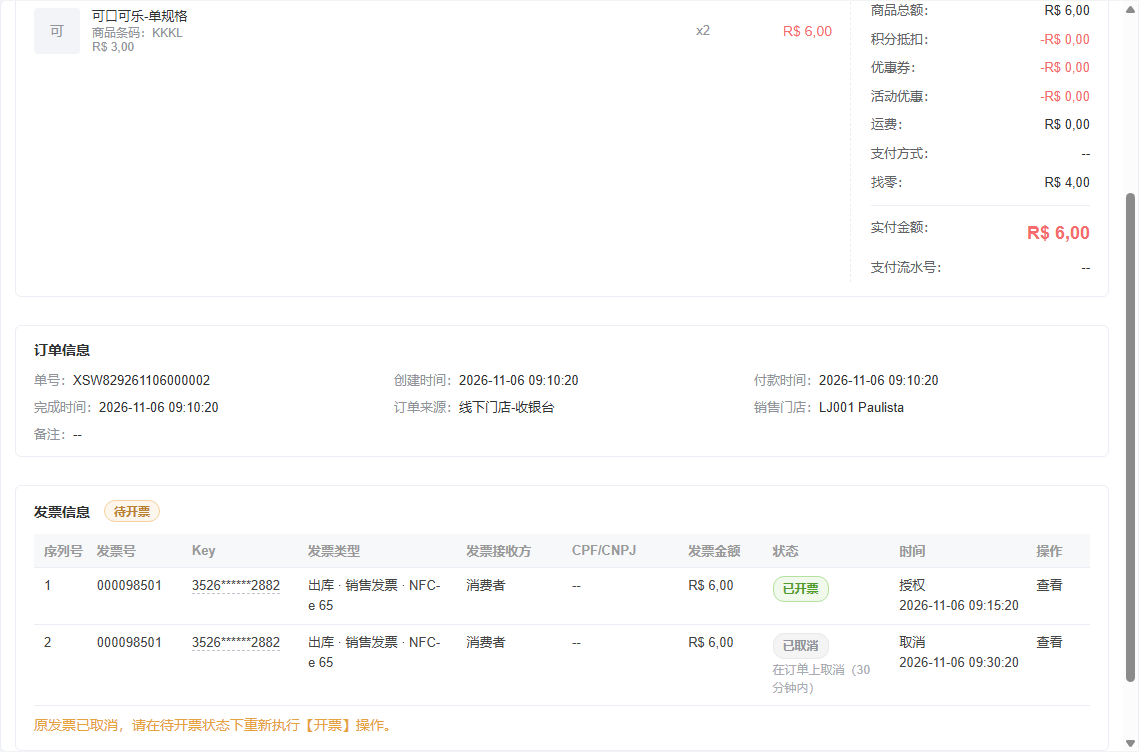 可
可口可乐-单规格
商品条码：KKKL
R$ 3,00
x2
R$ 6,00
商品总额：
R$ 6,00
积分抵扣：
-R$ 0,00
优惠券：
-R$ 0,00
活动优惠：
-R$ 0,00
运费：
R$ 0,00
支付方式：
--
找零：
R$ 4,00
实付金额：
R$ 6,00
支付流水号：
--
订单信息
单号：XSW829261106000002
创建时间：2026-11-06 09:10:20
付款时间：2026-11-06 09:10:20
完成时间：2026-11-06 09:10:20
订单来源：线下门店-收银台
销售门店：LJ001 Paulista
备注：--
发票信息 待开票
序列号 发票号 Key 发票类型 发票接收方 CPF/CNPJ 发票金额 状态 时间 操作
1 000098501 3526******2882 出库 · 销售发票 · NFC- 消费者 -- R$ 6,00 已开票 授权 查看
e 65 2026-11-06 09:15:20
2 000098501 3526******2882 出库 · 销售发票 · NFC- 消费者 -- R$ 6,00 已取消 取消 查看
e 65 2026-11-06 09:30:20
在订单上取消（30
分钟内）
原发票已取消，请在待开票状态下重新执行【开票】操作。